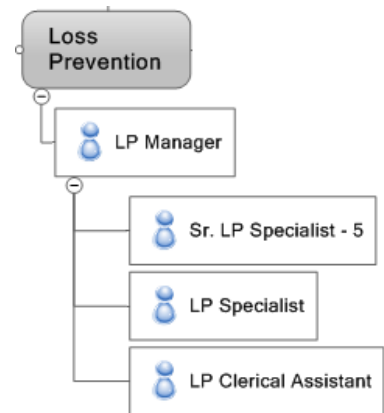 Loss
Prevention
LP Manager
Sr. LP Specialist - 5
LP Specialist
LP Clerical Assistant